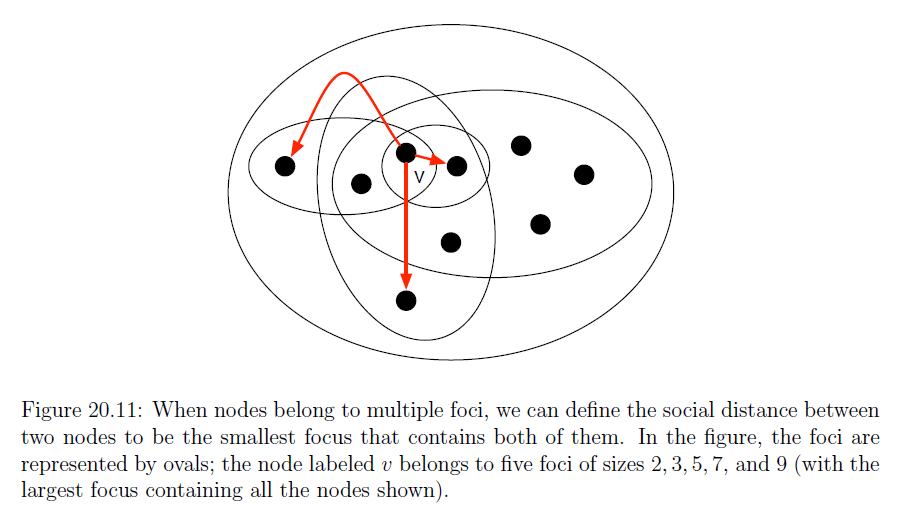 v
Figure 20.11: When nodes belong to multiple foci, we can define the social distance between
two nodes to be the smallest focus that contains both of them. In the figure, the foci are
represented by ovals; the node labeled v belongs to five foci of sizes 2, 3, 5, 7, and 9 (with the
largest focus containing all the nodes shown).